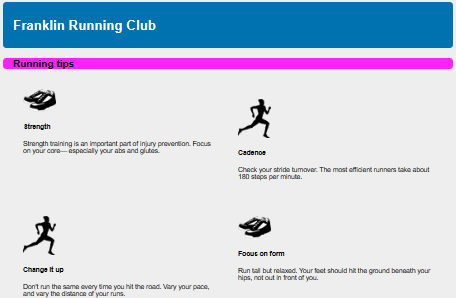 Franklin Running Club
Running tips
Strength
Strength training is an important part of injury prevention. Focus
on your core— especially your abs and glutes.
Cadence
Check your stride turnover. The most efficient runners take about
180 steps per minute.
Change it up
Don't run the same every time you hit the road. Vary your pace,
and vary the distance of your runs.
Focus on form
Run tall but relaxed. Your feet should hit the ground beneath your
hips, not out in front of you.